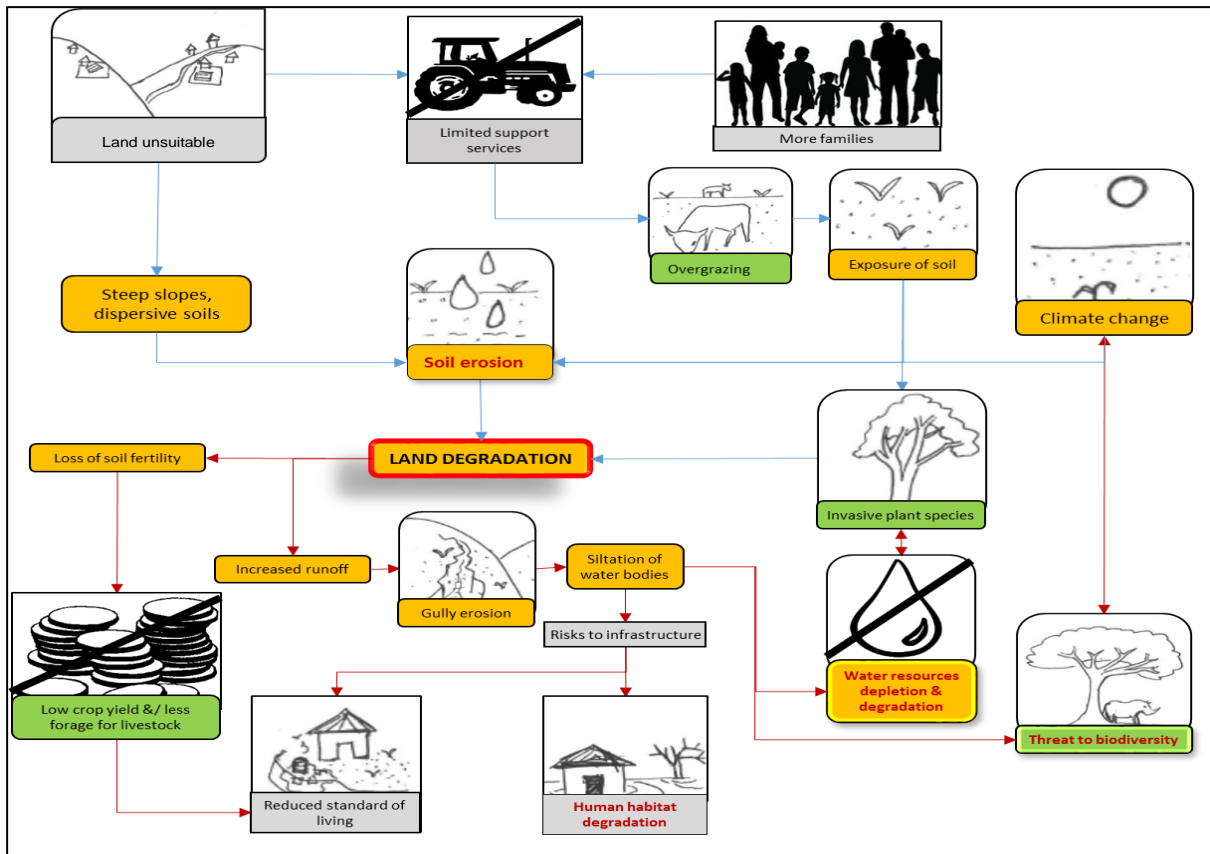 Land unsuitable
Limited support
services
More families
Overgrazing
Exposure of soil
Climate change
Steep slopes,
dispersive soils
Soil erosion
LAND DEGRADATION
Loss of soil fertility
Invasive plant species
Increased runoff
Gully erosion
Siltation of
water bodies
Risks to infrastructure
Water resources
depletion &
degradation
Low crop yield &/ less
forage for livestock
Threat to biodiversity
Reduced standard of
living
Human habitat
degradation